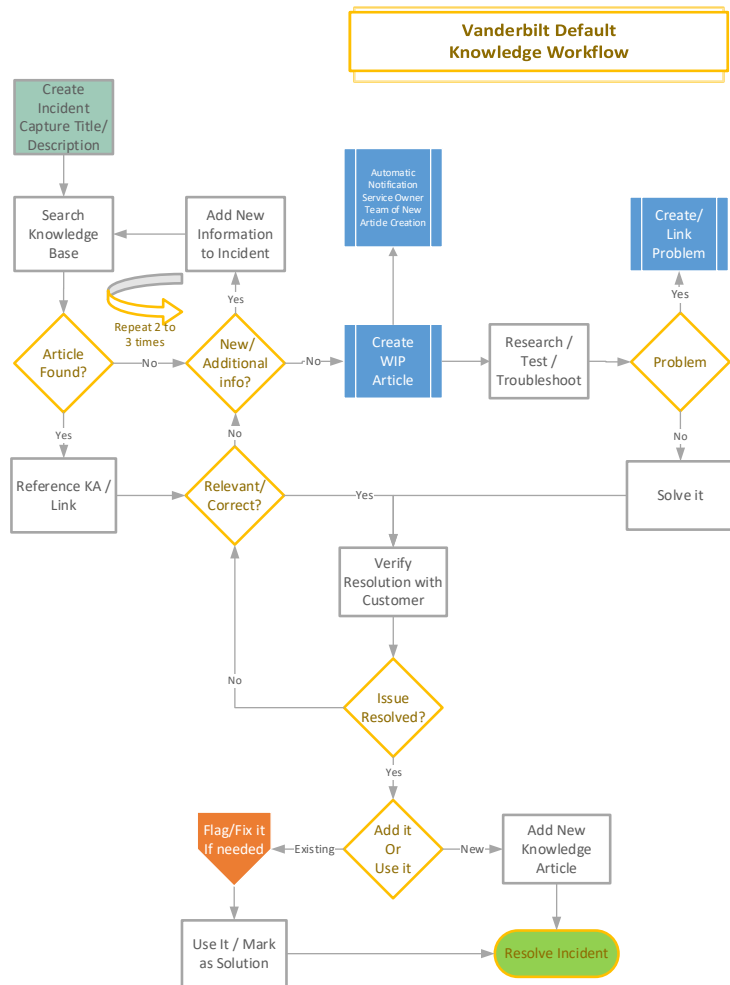 Vanderbilt Default
Knowledge Workflow
Create
Incident
Capture Title/
Description
Automatic
Notification
Service Owner
Team of New
Article Creation
Search
Knowledge
Base
Add New
Information
to Incident
Create/
Link
Problem
Yes
Yes
Repeat 2 to
3 times
Article
Found?
No
New/
Additional
info?
No
Create
WIP
Article
Research /
Test /
Troubleshoot
Problem
Yes
No
No
Reference KA /
Link
Relevant/
Correct?
Yes
Solve it
Verify
Resolution with
Customer
No
Issue
Resolved?
Yes
Flag/Fix it
If needed
Existing
Add it
Or
Use it
New
Add New
Knowledge
Article
Use It / Mark
as Solution
Resolve Incident